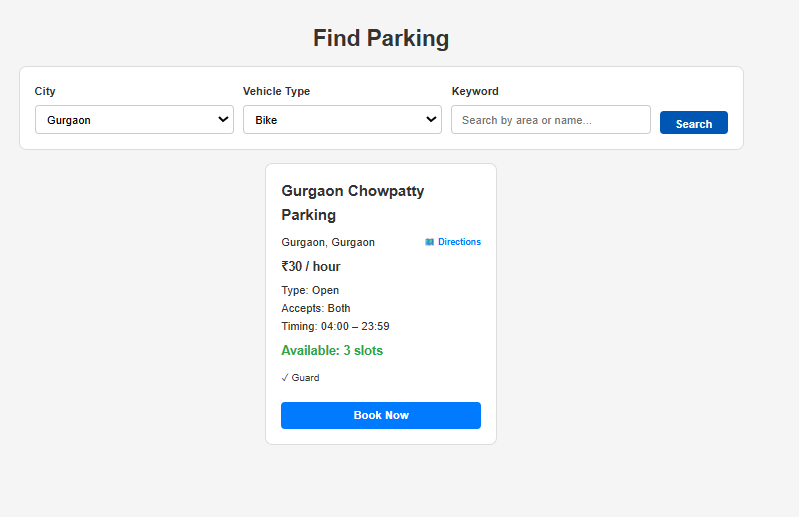 Find Parking
City
Vehicle Type
Keyword
Gurgaon
Bike
Search by area or name...
Search
Gurgaon Chowpatty
Parking
Gurgaon, Gurgaon
Directions
₹30 / hour
Type: Open
Accepts: Both
Timing: 04:00 – 23:59
Available: 3 slots
✓ Guard
Book Now